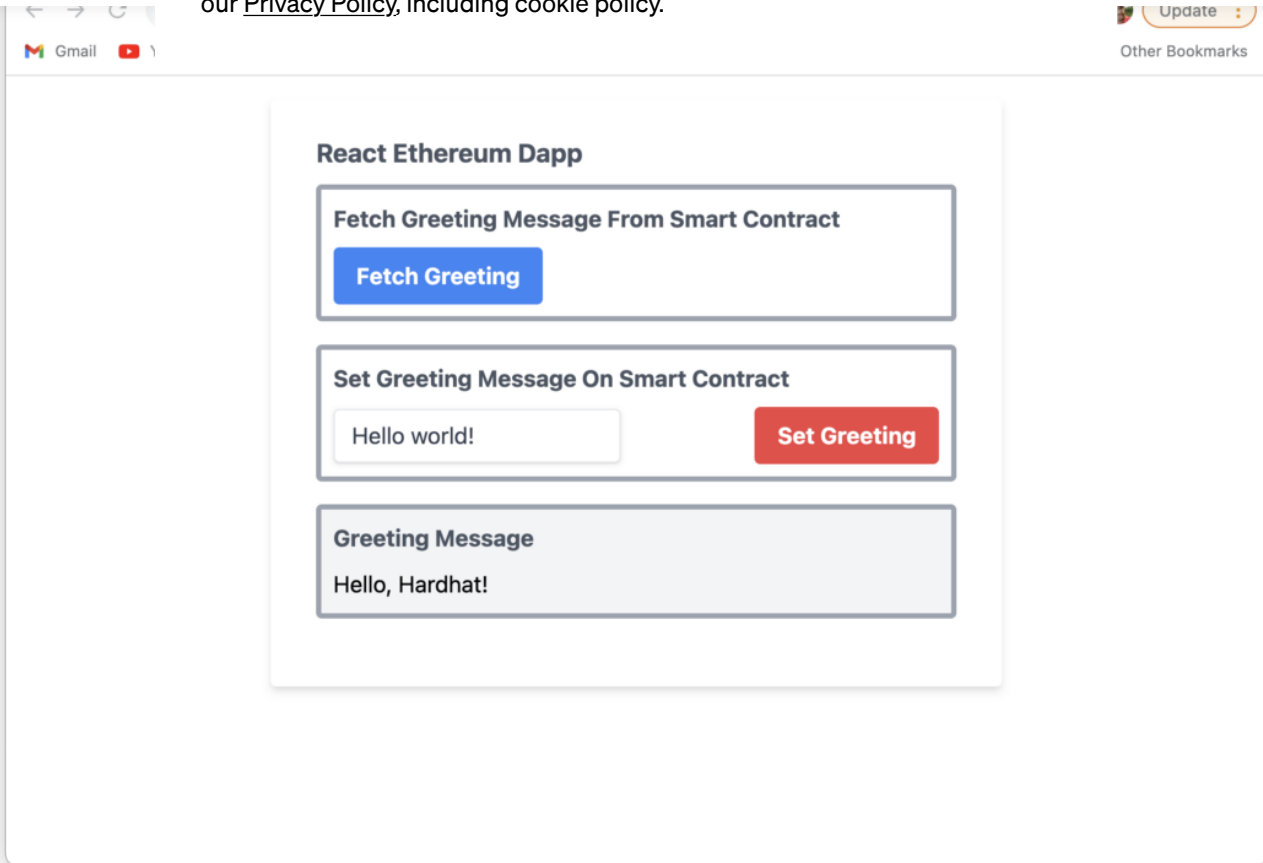 our Privacy Policy, including cookie policy.
Update
Gmail
Other Bookmarks
React Ethereum Dapp
Fetch Greeting Message From Smart Contract
Fetch Greeting
Set Greeting Message On Smart Contract
Hello world!
Set Greeting
Greeting Message
Hello, Hardhat!